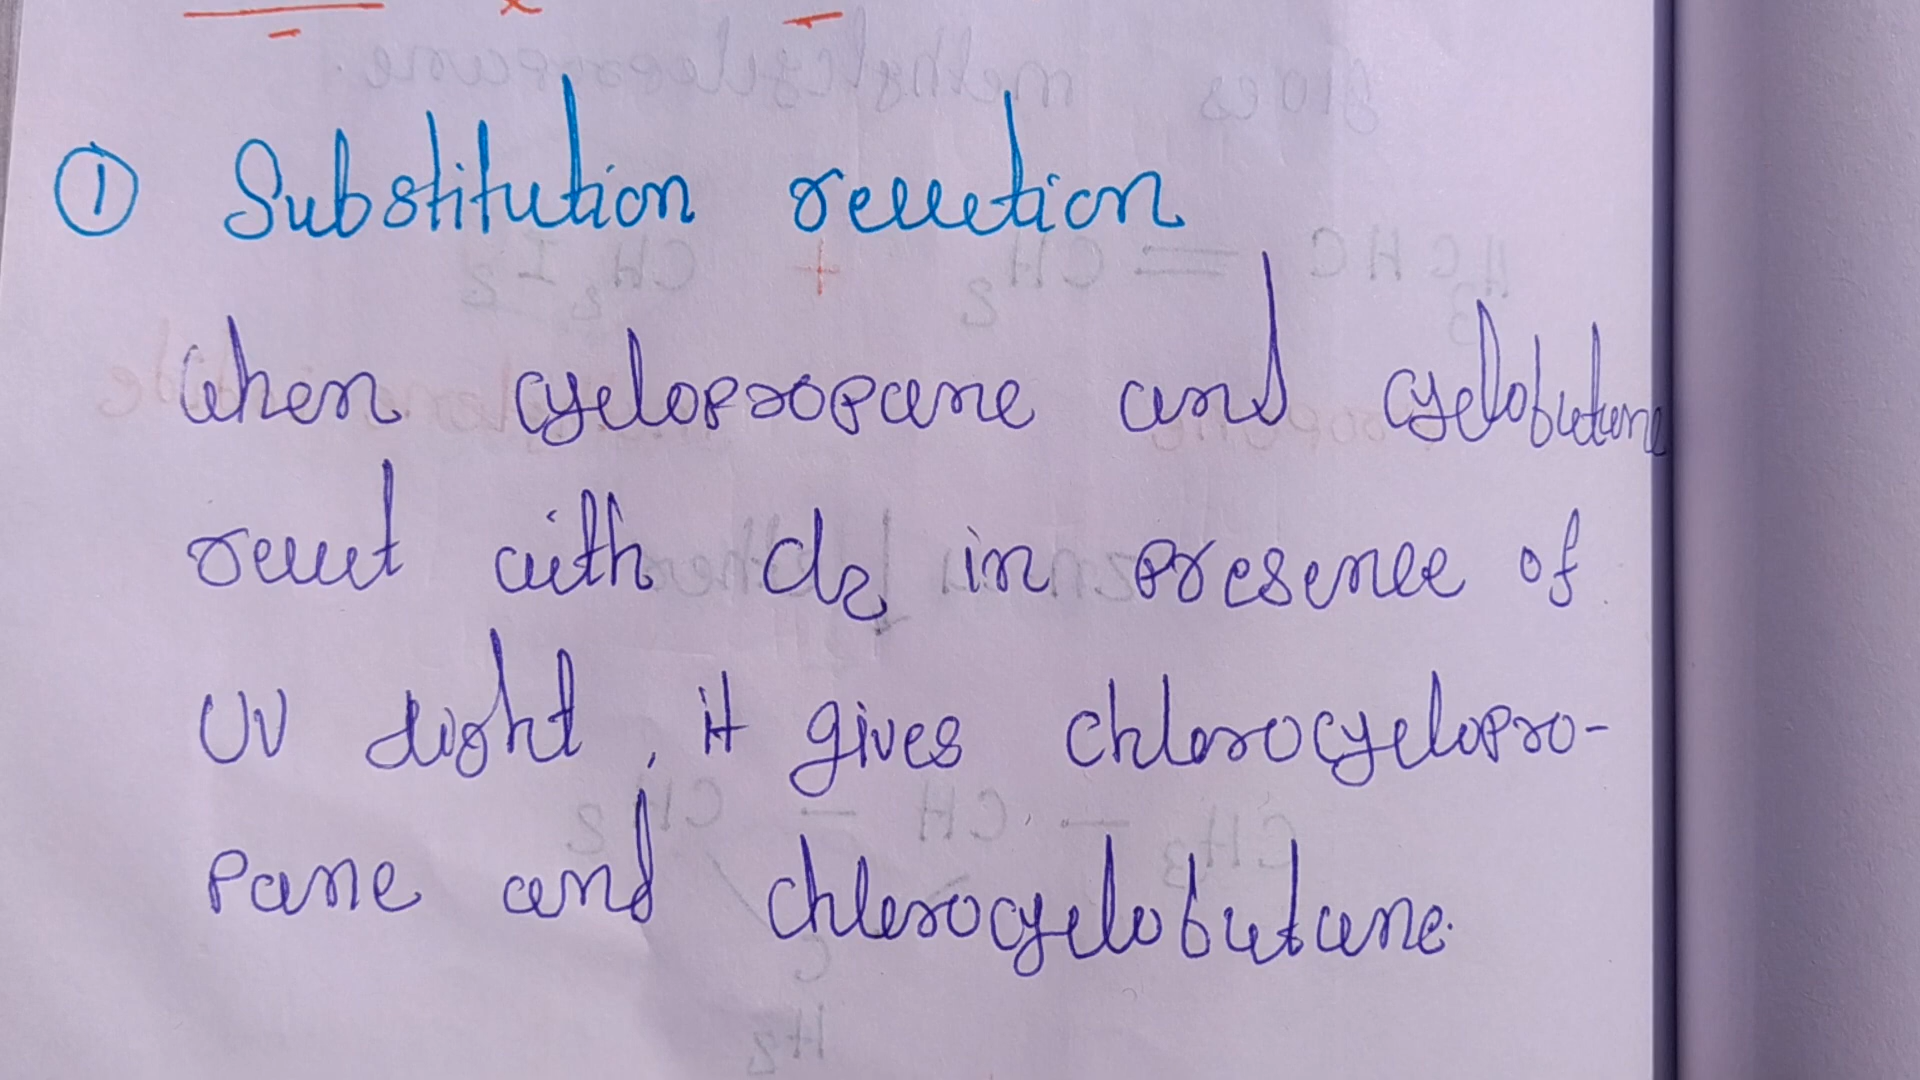 ① Substitution reaction
When cyclopropane and cyclobutane
react with Cl₂ in presence of
UV light, it gives chlorocyclopro-
pane and chlorocyclobutane.